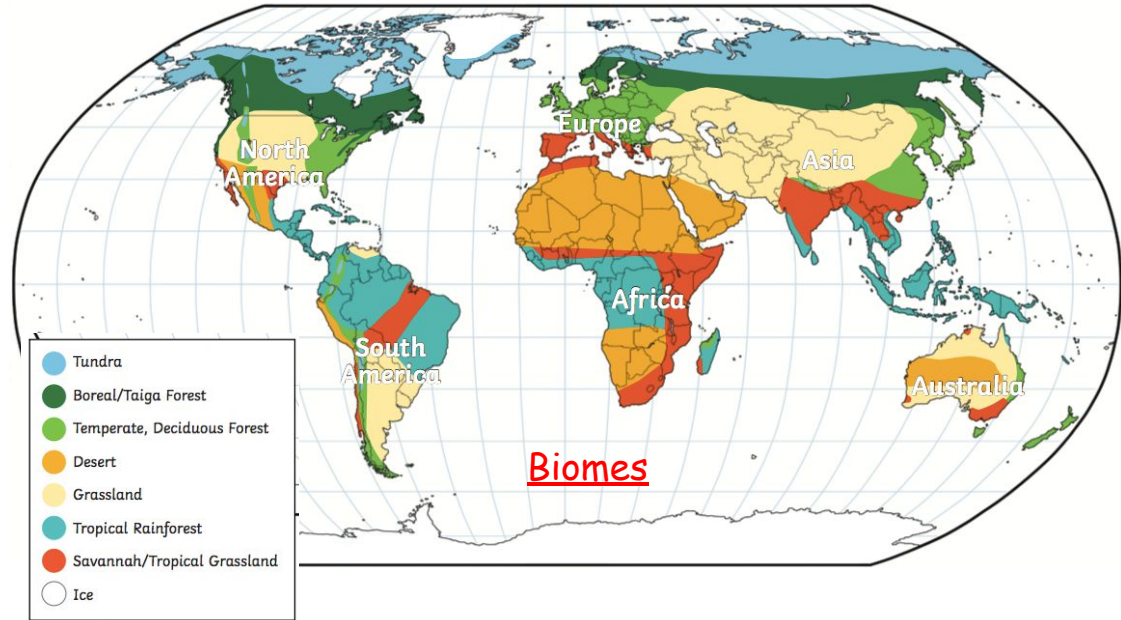 Europe
North
America
Asia
Africa
South
America
Australia
Biomes
Tundra
Boreal/Taiga Forest
Temperate, Deciduous Forest
Desert
Grassland
Tropical Rainforest
Savannah/Tropical Grassland
Ice